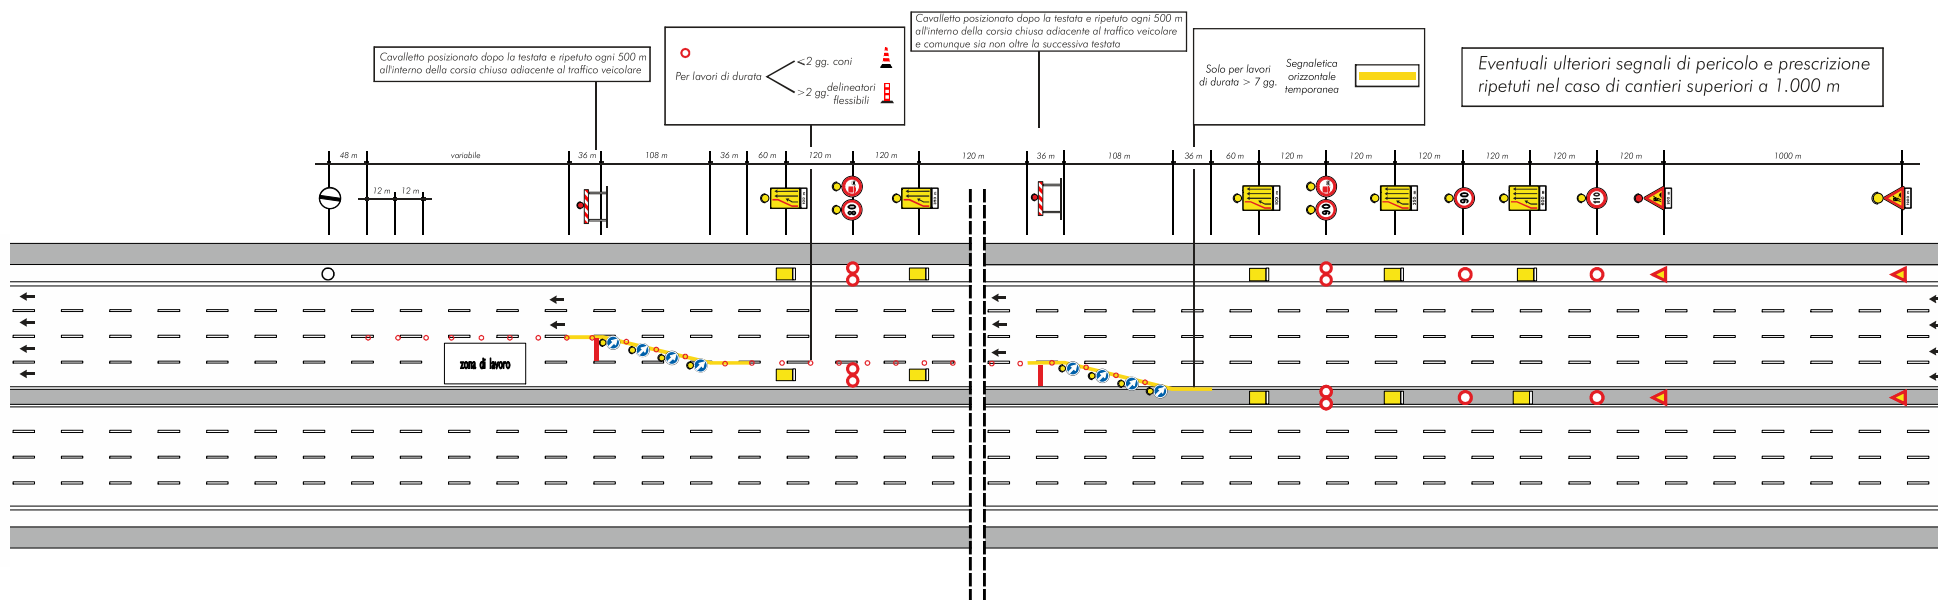 Cavalletto posizionato dopo la testata e ripetuto ogni 500 m
all'interno della corsia chiusa adiacente al traffico veicolare
Per lavori di durata
<2 gg. coni
>2 gg. delineatori
flessibili
Cavalletto posizionato dopo la testata e ripetuto ogni 500 m
all'interno della corsia chiusa adiacente al traffico veicolare
e comunque sia non altre la successiva testata
Solo per lavori
di durata > 7 gg.
Segnaletica
orizzontale
temporanea
Eventuali ulteriori segnali di pericolo e prescrizione
ripetuti nel caso di cantieri superiori a 1.000 m
48 m variabile 36 m 108 m 36 m 60 m 120 m 120 m 120 m 36 m 108 m 36 m 60 m 120 m 120 m 120 m 120 m 120 m 120 m 1000 m
12 m 12 m
80
90
90
110
zona di lavoro